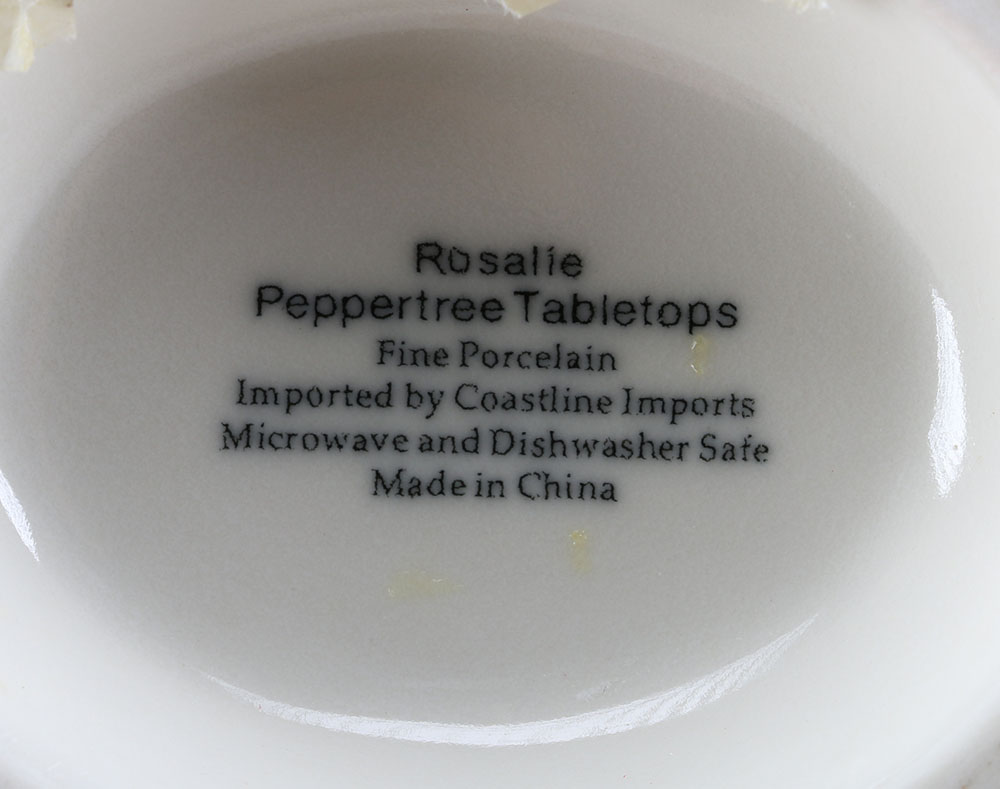 Rosalie
Peppertree Tabletops
Fine Porcelain
Imported by Coastline Imports
Microwave and Dishwasher Safe
Made in China